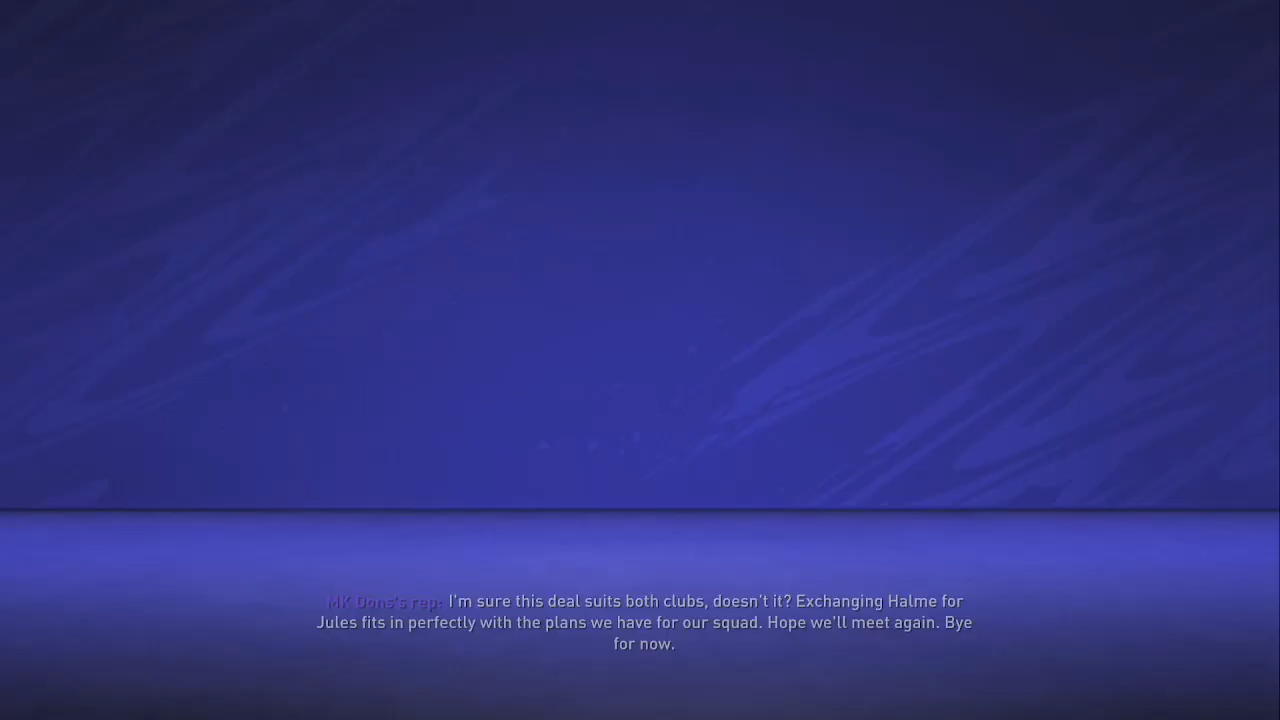 MK Dons's rep: I'm sure this deal suits both clubs, doesn't it? Exchanging Halme for
Jules fits in perfectly with the plans we have for our squad. Hope we'll meet again. Bye
for now.